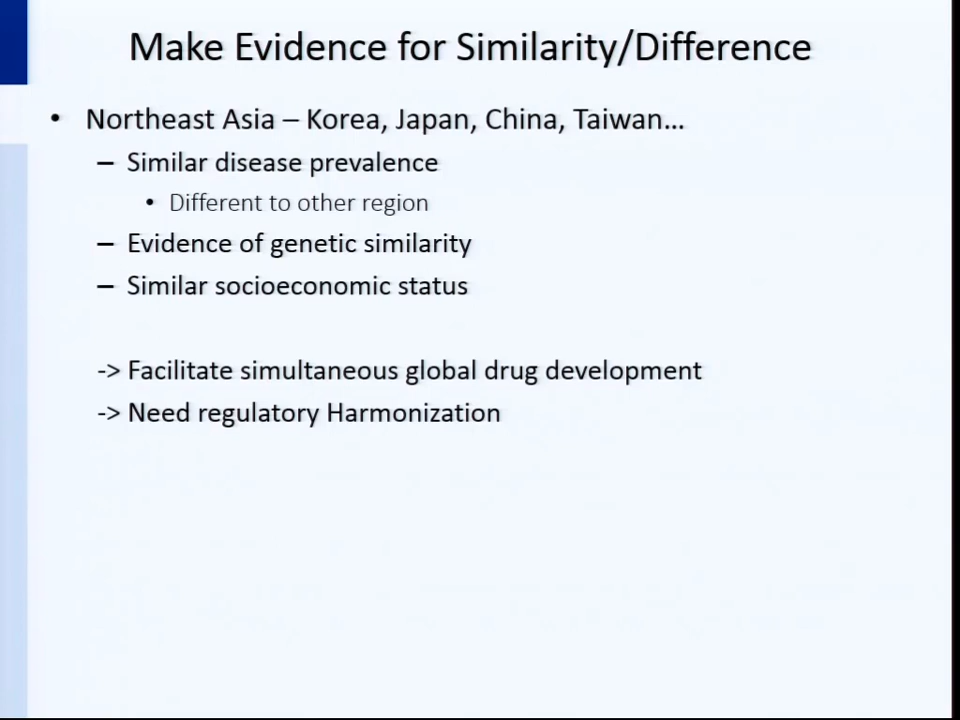 Make Evidence for Similarity/Difference
• Northeast Asia – Korea, Japan, China, Taiwan...
– Similar disease prevalence
• Different to other region
– Evidence of genetic similarity
– Similar socioeconomic status
-> Facilitate simultaneous global drug development
-> Need regulatory Harmonization